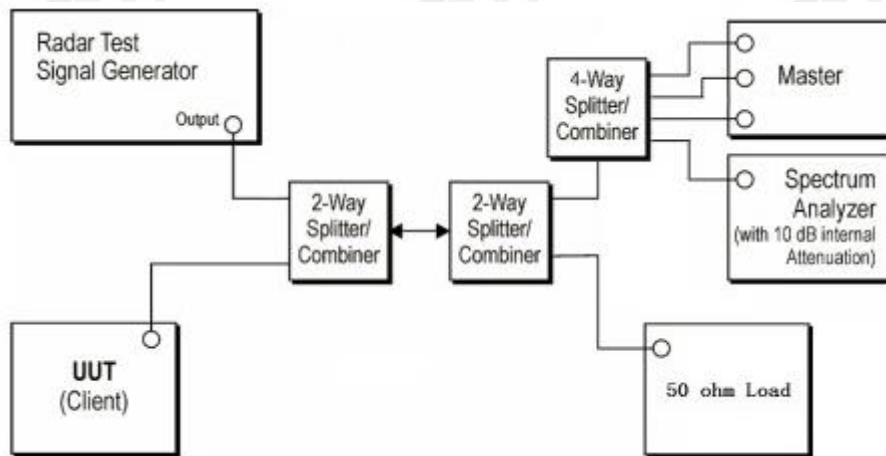 Radar Test
Signal Generator
Output
4-Way
Splitter/
Combiner
Master
Spectrum
Analyzer
(with 10 dB internal
Attenuation)
2-Way
Splitter/
Combiner
2-Way
Splitter/
Combiner
UUT
(Client)
50 ohm Load